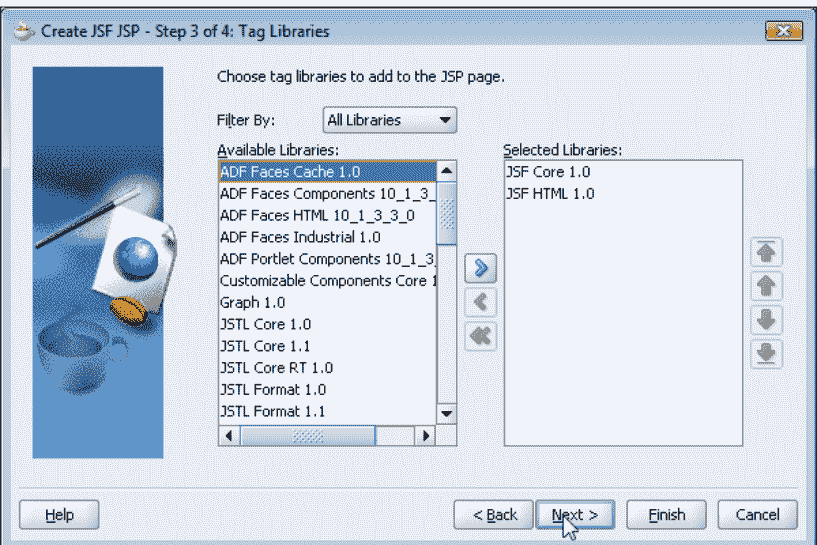 Create JSF JSP - Step 3 of 4: Tag Libraries
Choose tag libraries to add to the JSP page.
Filter By: All Libraries
Available Libraries:
ADF Faces Cache 1.0
ADF Faces Components 10_1_3_
ADF Faces HTML 10_1_3_3_0
ADF Faces Industrial 1.0
ADF Portlet Components 10_1_3_
Customizable Components Core 1
Graph 1.0
JSTL Core 1.0
JSTL Core 1.1
JSTL Core RT 1.0
JSTL Format 1.0
JSTL Format 1.1
Selected Libraries:
JSF Core 1.0
JSF HTML 1.0
Help
< Back
Next >
Finish
Cancel